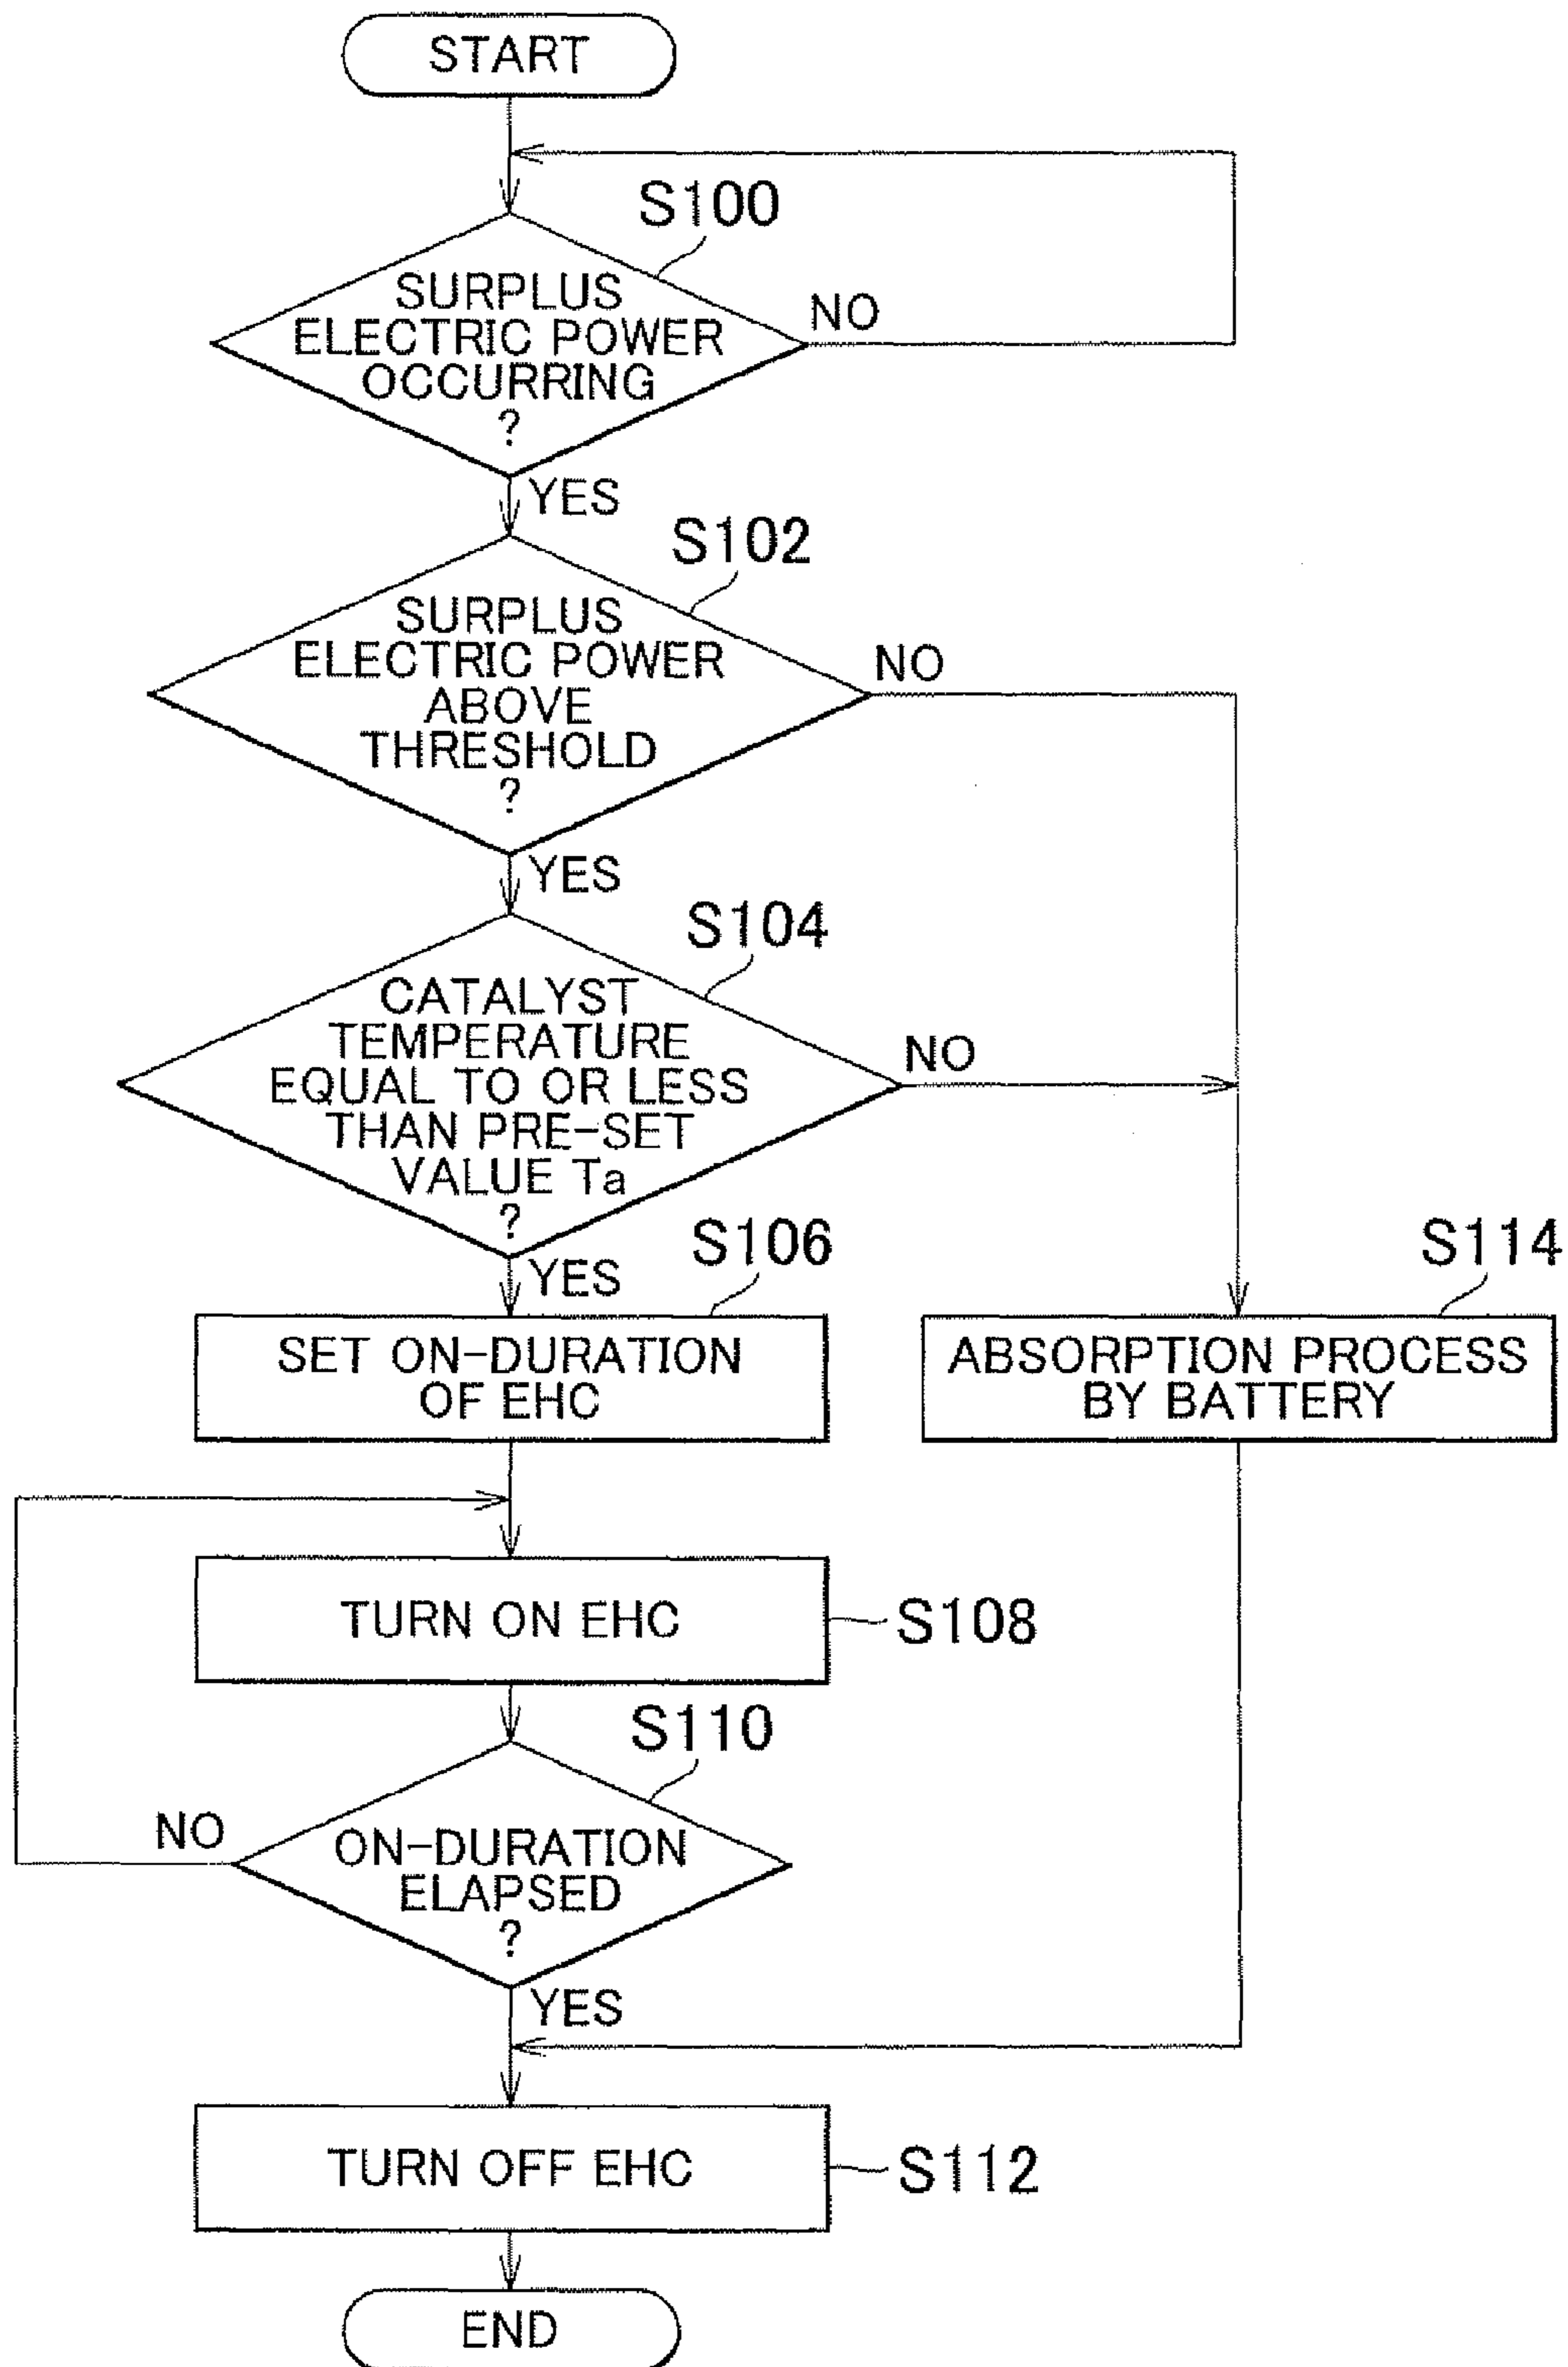 START
S100
SURPLUS
ELECTRIC POWER
OCCURRING
?
NO
YES
S102
SURPLUS
ELECTRIC POWER
ABOVE
THRESHOLD
?
NO
YES
S104
CATALYST
TEMPERATURE
EQUAL TO OR LESS
THAN PRE-SET
VALUE Ta
?
NO
YES
S106
SET ON-DURATION
OF EHC
S114
ABSORPTION PROCESS
BY BATTERY
TURN ON EHC
S108
S110
ON-DURATION
ELAPSED
?
NO
YES
TURN OFF EHC
S112
END